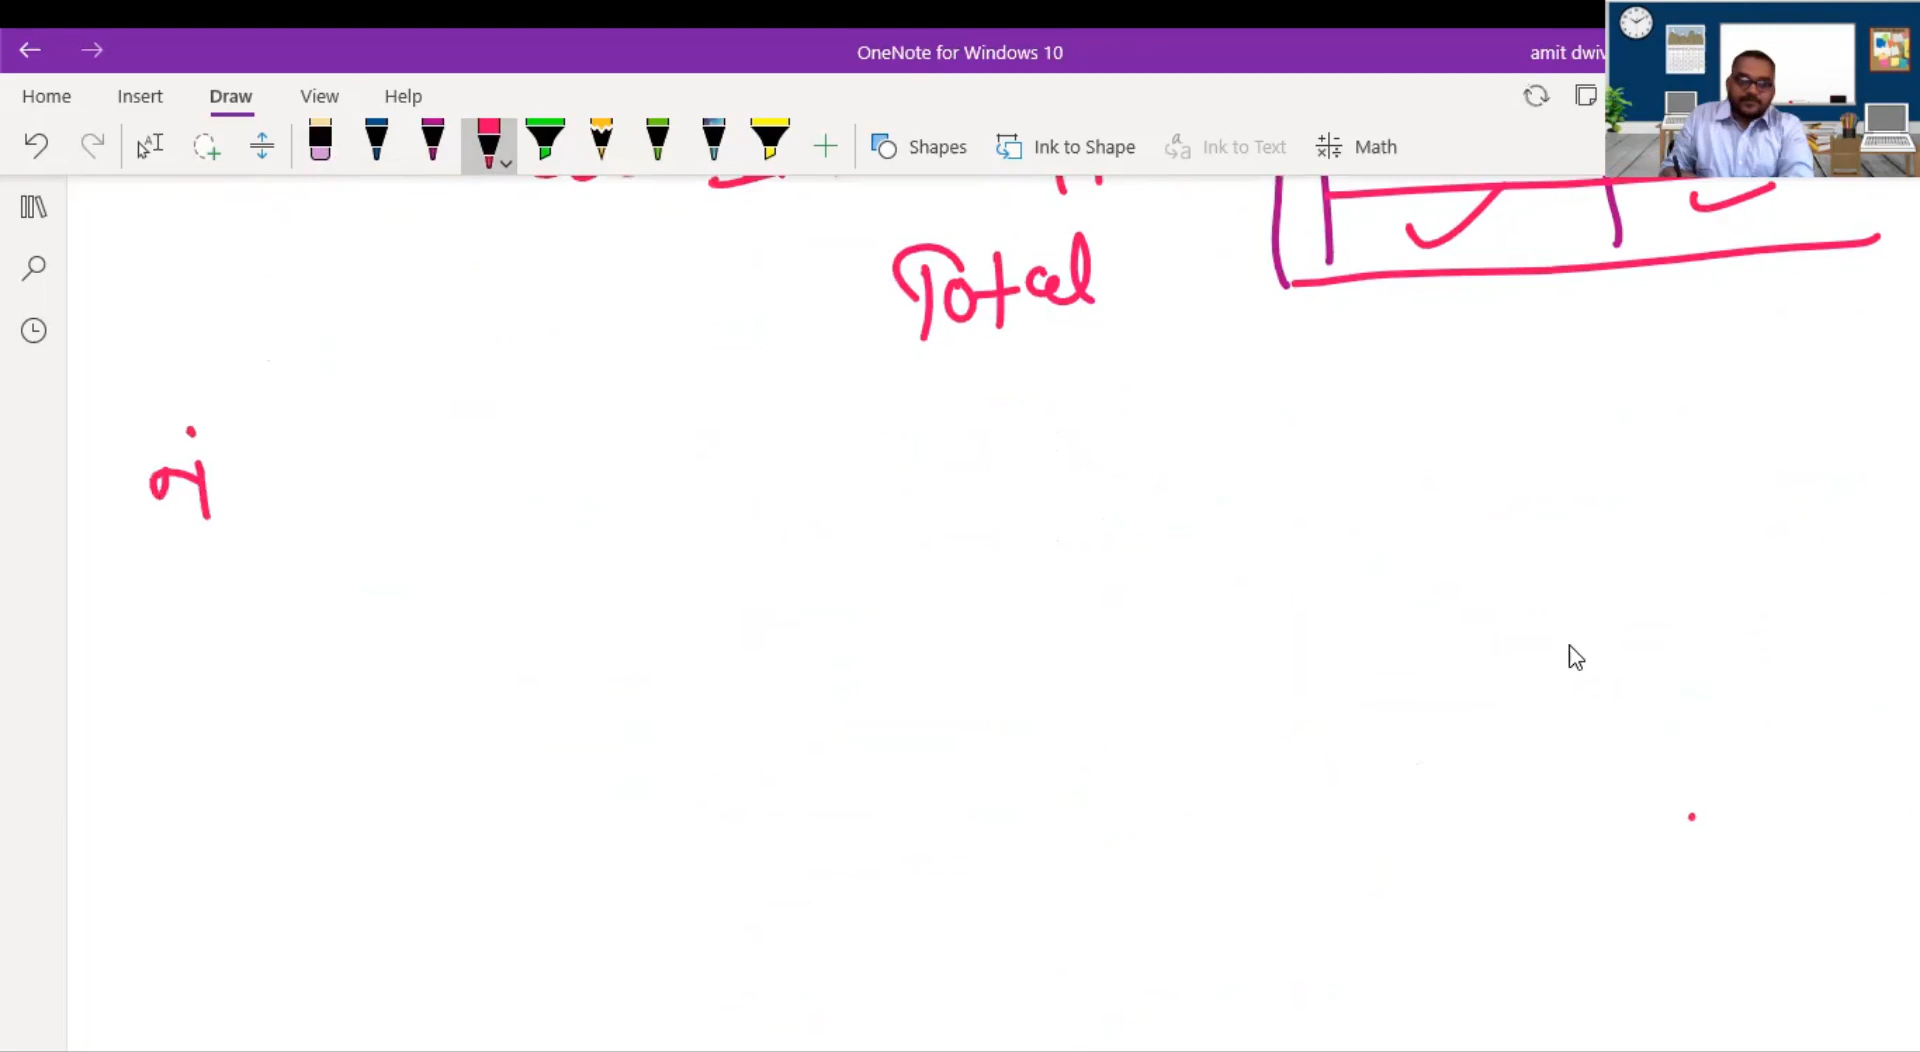 OneNote for Windows 10
amit dwiv
Home Insert Draw View Help
Shapes Ink to Shape Ink to Text Math
Total